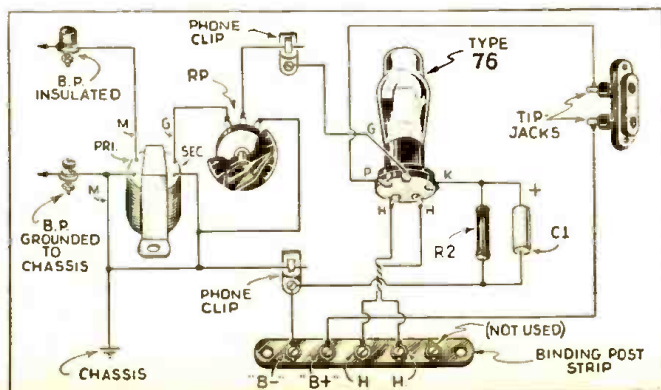 PHONE
CLIP
TYPE
76
B.P.
INSULATED
RP
M
G
PRI.
SEC
M
G
P
K
H
H
TIP-
JACKS
+
B.P.
GROUNDED
TO
CHASSIS
R2
C1
PHONE
CLIP
(NOT USED)
CHASSIS
"B-"
"B+"
H
H
BINDING POST
STRIP